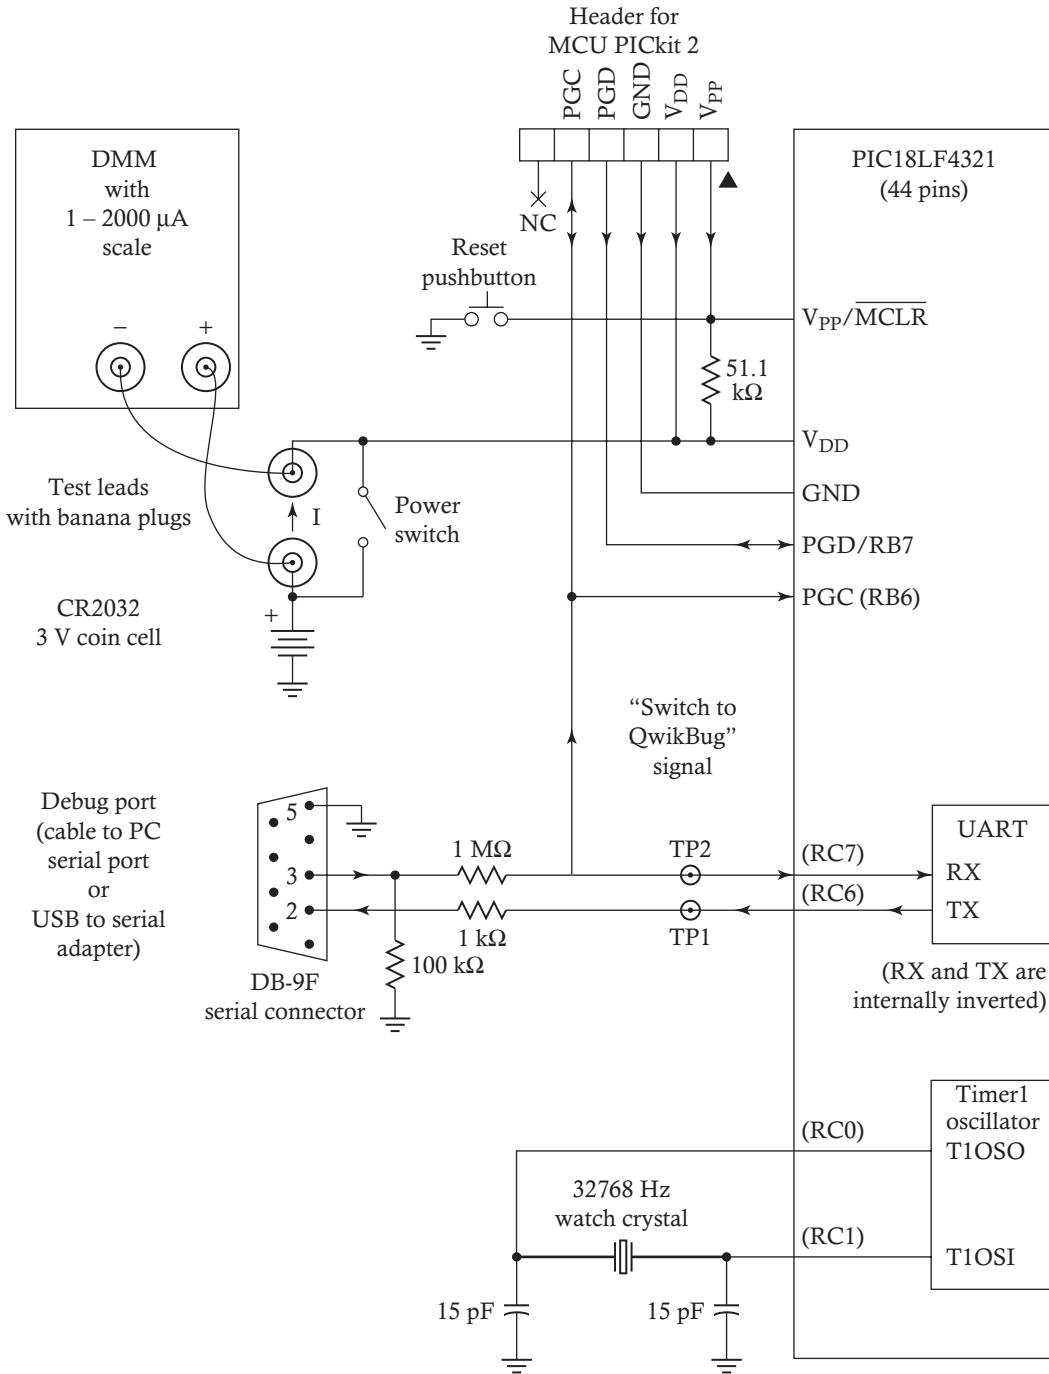 Header for
MCU PICkit 2
PGC
PGD
GND
VDD
VPP
DMM
with
1 – 2000 µA
scale
– +
NC
PIC18LF4321
(44 pins)
Reset
pushbutton
VPP/MCLR
51.1
kΩ
VDD
Test leads
with banana plugs
I
Power
switch
GND
PGD/RB7
PGC (RB6)
CR2032
3 V coin cell
+
“Switch to
QwikBug”
signal
Debug port
(cable to PC
serial port
or
USB to serial
adapter)
5
3
2
1 MΩ
TP2
(RC7)
UART
RX
(RC6)
TX
1 kΩ
TP1
100 kΩ
DB-9F
serial connector
(RX and TX are
internally inverted)
Timer1
oscillator
(RC0)
T1OSO
32768 Hz
watch crystal
(RC1)
T1OSI
15 pF
15 pF